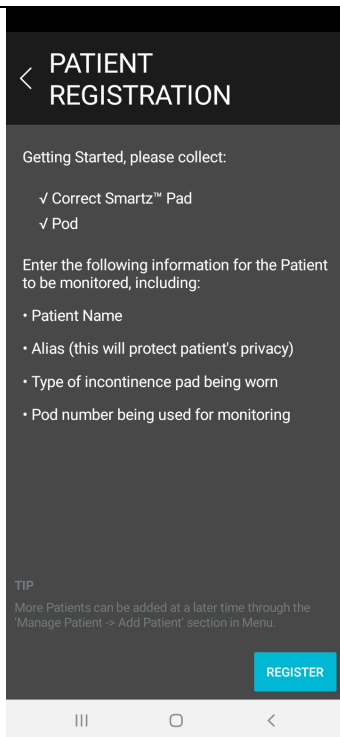 PATIENT
REGISTRATION
Getting Started, please collect:
√ Correct Smartz™ Pad
√ Pod
Enter the following information for the Patient
to be monitored, including:
• Patient Name
• Alias (this will protect patient's privacy)
• Type of incontinence pad being worn
• Pod number being used for monitoring
TIP
More Patients can be added at a later time through the
'Manage Patient -> Add Patient' section in Menu.
REGISTER